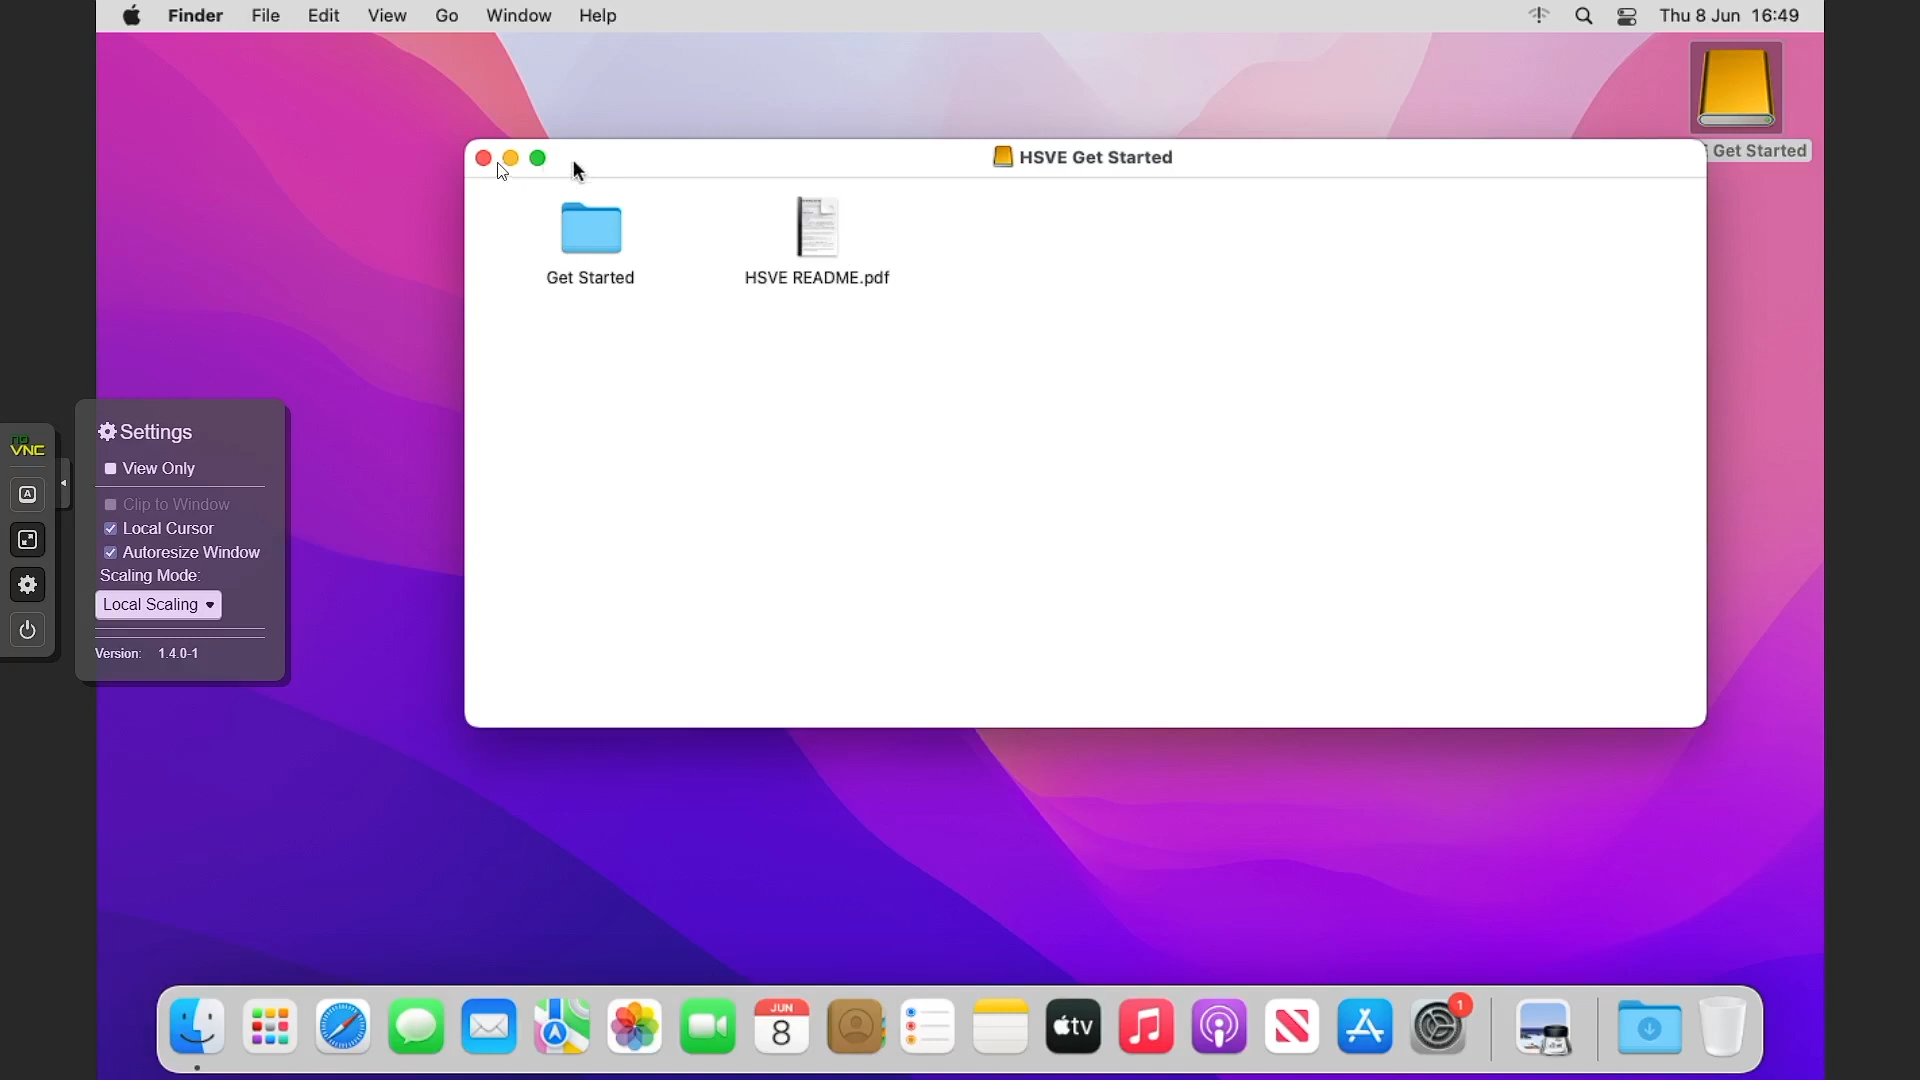 Finder File Edit View Go Window Help Thu 8 Jun 16:49
Get Started
HSVE Get Started
Get Started HSVE README.pdf
no
VNC
A
Settings
View Only
Clip to Window
Local Cursor
Autoresize Window
Scaling Mode:
Local Scaling
Version: 1.4.0-1
JUN
8
tv
1